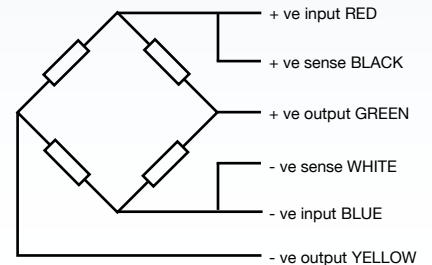 + ve input RED
+ ve sense BLACK
+ ve output GREEN
- ve sense WHITE
- ve input BLUE
- ve output YELLOW